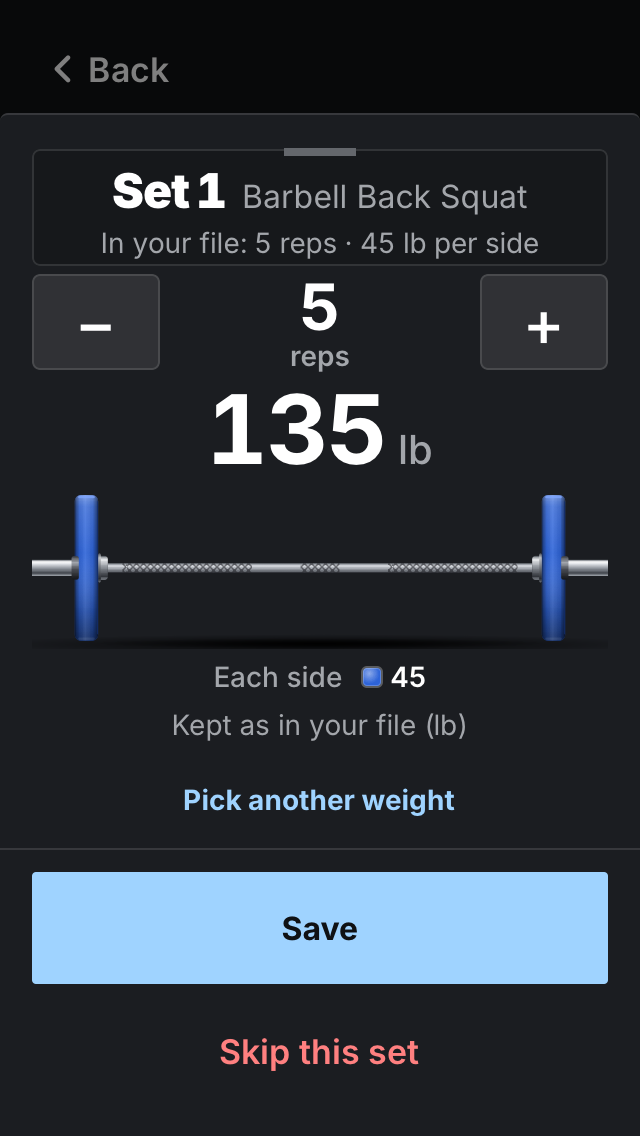 Back
Set 1 Barbell Back Squat
In your file: 5 reps · 45 lb per side
− 5 +
reps
135 lb
Each side 45
Kept as in your file (lb)
Pick another weight
Save
Skip this set